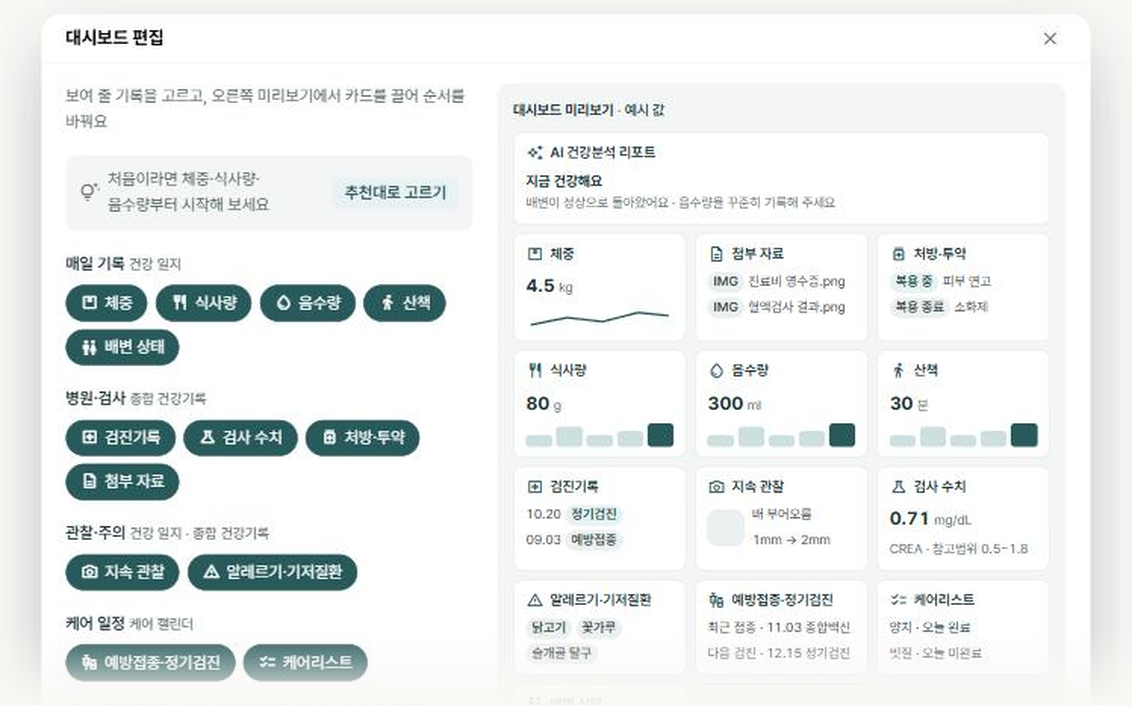 대시보드 편집
보여 줄 기록을 고르고, 오른쪽 미리보기에서 카드를 끌어 순서를
바꿔요
처음이라면 체중·식사량·
음수량부터 시작해 보세요
추천대로 고르기
매일 기록 건강 일지
체중 식사량 음수량 산책
배변 상태
병원·검사 종합 건강기록
검진기록 검사 수치 처방·투약
첨부 자료
관찰·주의 건강 일지 · 종합 건강기록
지속 관찰 알레르기·기저질환
케어 일정 케어 캘린더
예방접종·정기검진 케어리스트
대시보드 미리보기 · 예시 값
AI 건강분석 리포트
지금 건강해요
배변이 정상으로 돌아왔어요 · 음수량을 꾸준히 기록해 주세요
체중
4.5 kg
첨부 자료
IMG 진료비 영수증.png
IMG 혈액검사 결과.png
처방·투약
복용 중 피부 연고
복용 종료 소화제
식사량
80 g
음수량
300 ml
산책
30 분
검진기록
10.20 정기검진
09.03 예방접종
지속 관찰
배 부어오름
1mm → 2mm
검사 수치
0.71 mg/dL
CREA · 참고범위 0.5–1.8
알레르기·기저질환
닭고기 꽃가루
슬개골 탈구
예방접종·정기검진
최근 접종 · 11.03 종합백신
다음 검진 · 12.15 정기검진
케어리스트
양치 · 오늘 완료
빗질 · 오늘 미완료